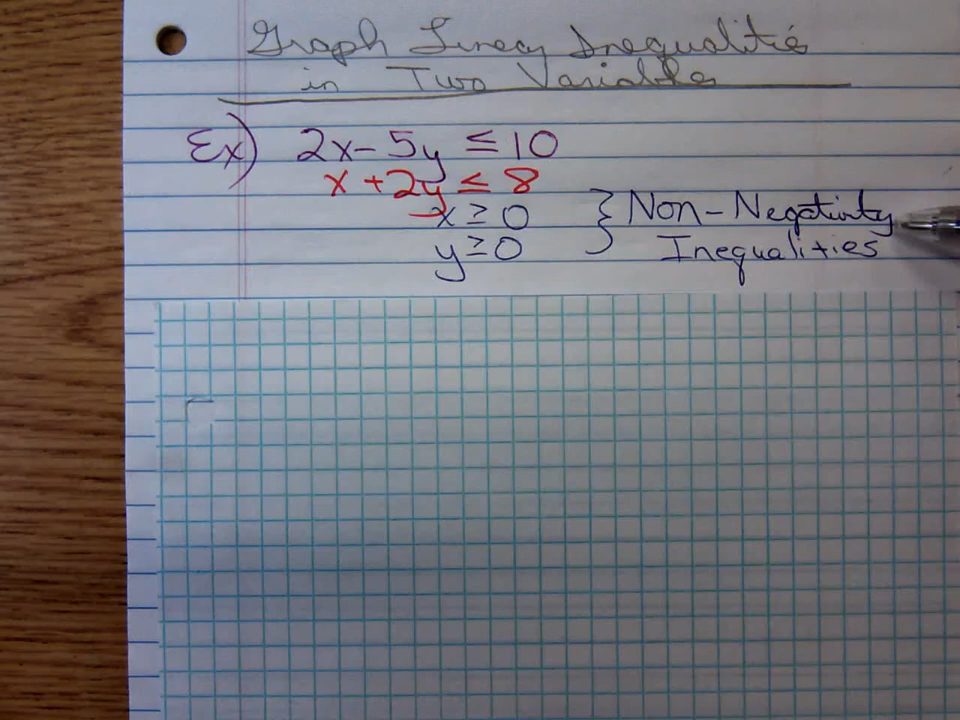 Graph Linear Inequalities
in Two Variables
Ex) 2x - 5y ≤ 10
x + 2y ≤ 8
x ≥ 0 } Non-Negativity
y ≥ 0 Inequalities